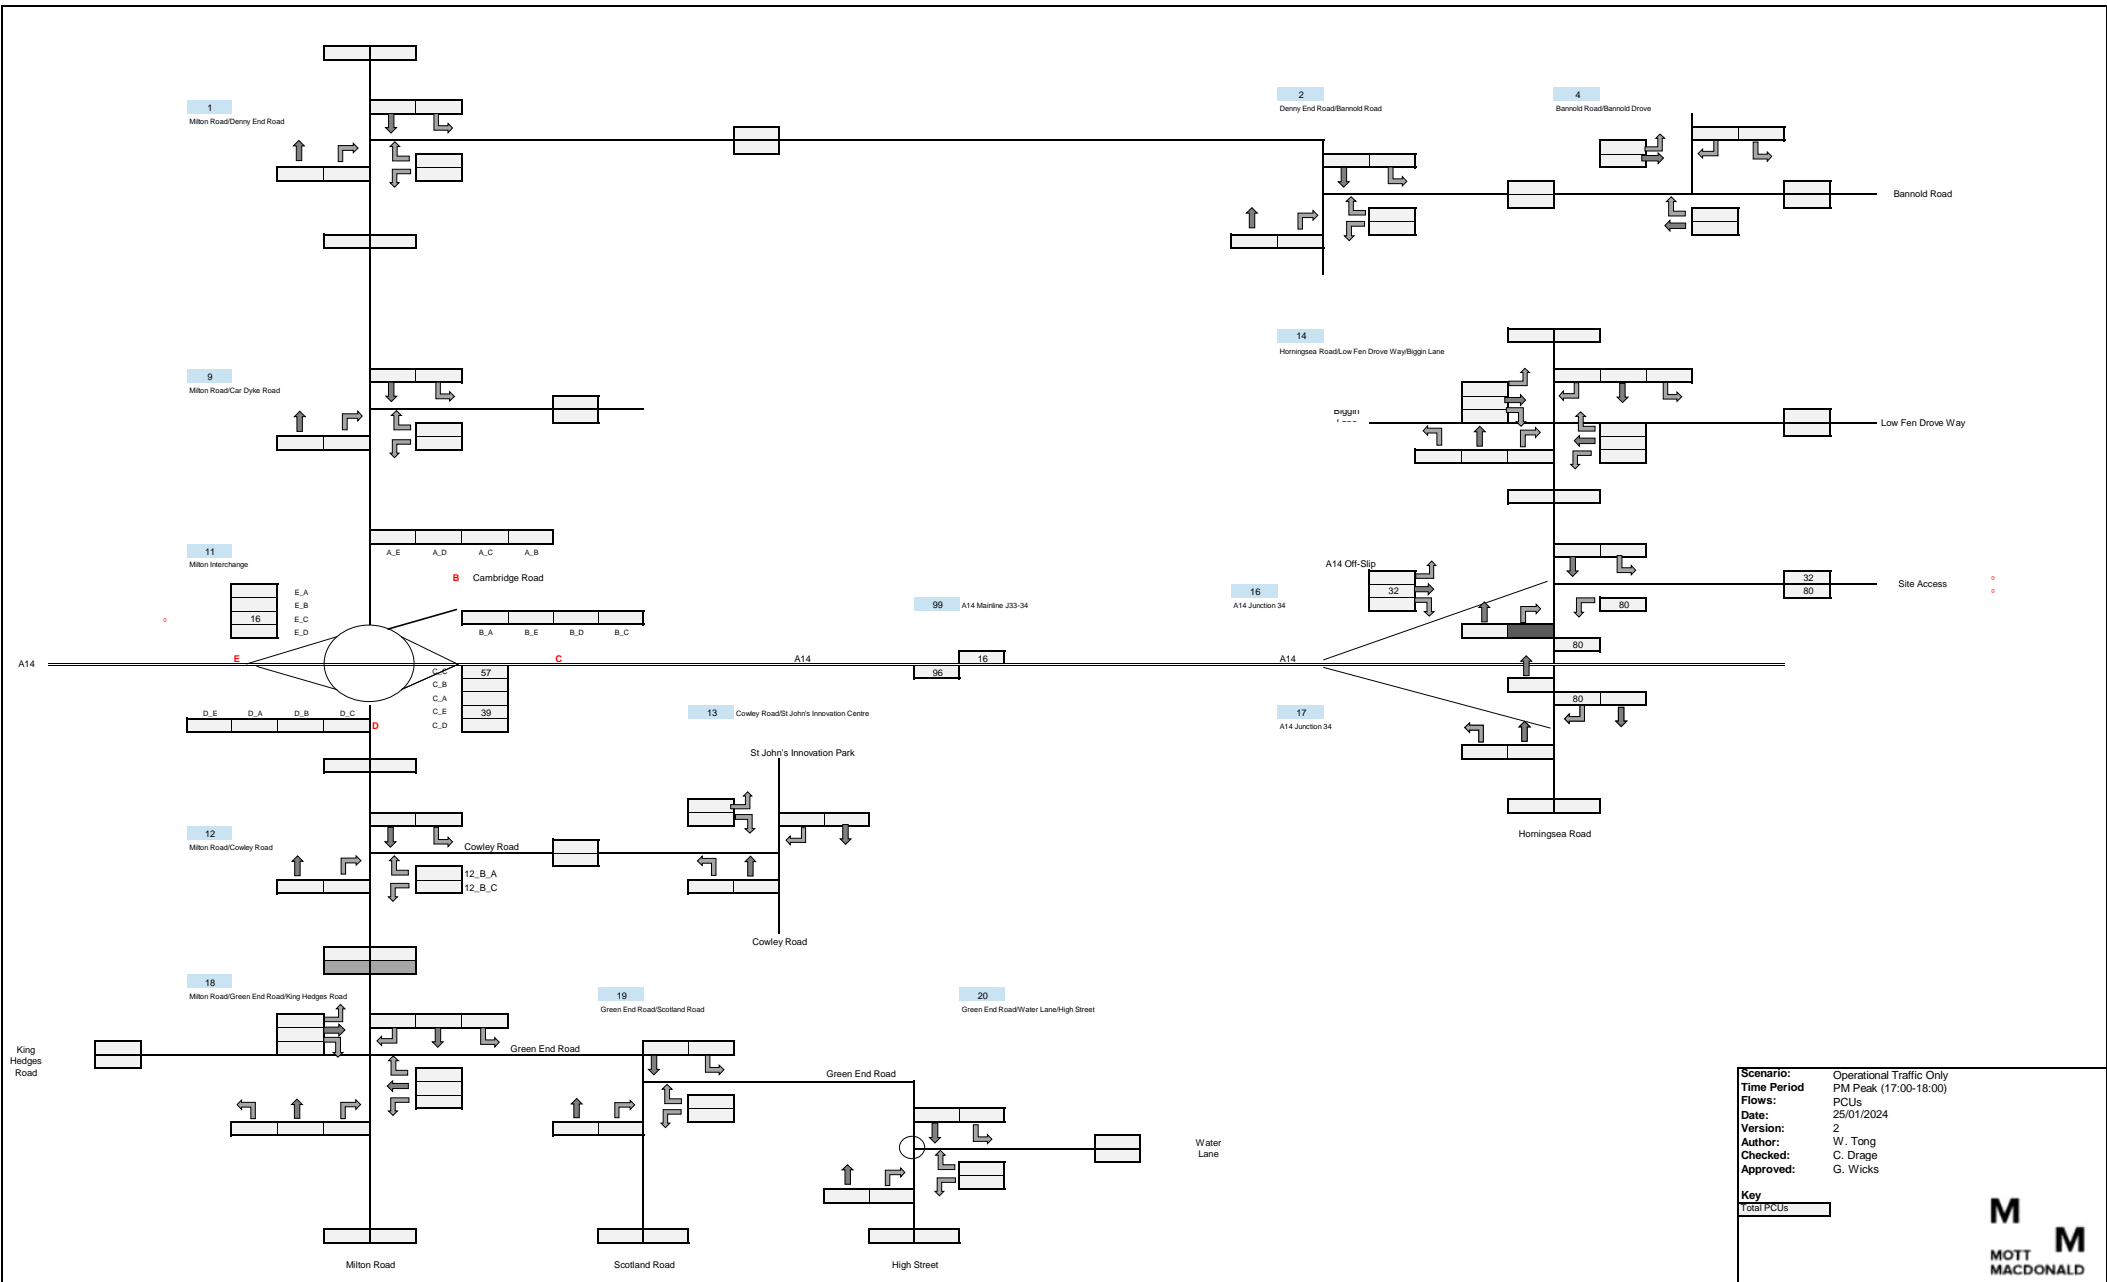 1
Milton Road/Denny End Road
2
Denny End Road/Bannold Road
4
Bannold Road/Bannold Drove
Bannold Road
9
Milton Road/Car Dyke Road
14
Horningsea Road/Low Fen Drove Way/Biggin Lane
Biggin
Low Fen Drove Way
11
Milton Interchange
A_E A_D A_C A_B
B Cambridge Road
E_A
E_B
16 E_C
E_D
0
B_A B_E B_D B_C
99 A14 Mainline J33-34
16
A14 Junction 34
A14 Off-Slip
32
32
80
Site Access
0
0
80
80
A14
E
C
A14
16
96
A14
C_C 57
C_B
C_A
C_E 39
C_D
D_E D_A D_B D_C
D
80
17
A14 Junction 34
13 Cowley Road/St John's Innovation Centre
St John's Innovation Park
12
Milton Road/Cowley Road
Cowley Road
12_B_A
12_B_C
Horningsea Road
Cowley Road
18
Milton Road/Green End Road/King Hedges Road
19
Green End Road/Scotland Road
20
Green End Road/Water Lane/High Street
King
Hedges
Road
Green End Road
Green End Road
Water
Lane
Milton Road
Scotland Road
High Street
Scenario: Operational Traffic Only
Time Period PM Peak (17:00-18:00)
Flows: PCUs
Date: 25/01/2024
Version: 2
Author: W. Tong
Checked: C. Drage
Approved: G. Wicks
Key
Total PCUs
M
M
MOTT
MACDONALD